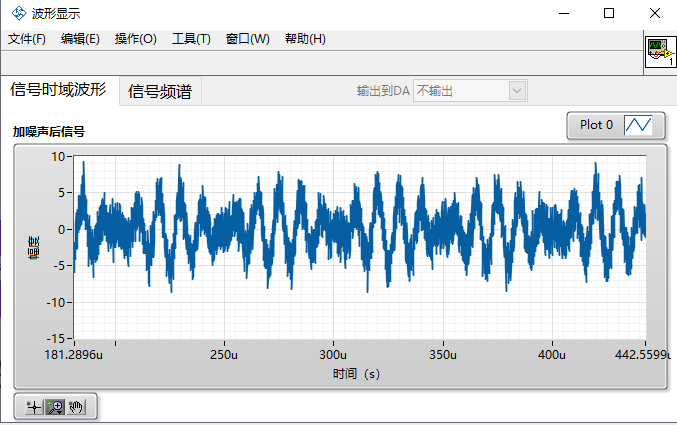 波形显示
文件(F) 编辑(E) 操作(O) 工具(T) 窗口(W) 帮助(H)
1
信号时域波形 信号频谱 输出到DA 不输出
Plot 0
加噪声后信号
10
5
0
-5
-10
-15
幅度
181.2896u 250u 300u 350u 400u 442.5599u
时间（s）